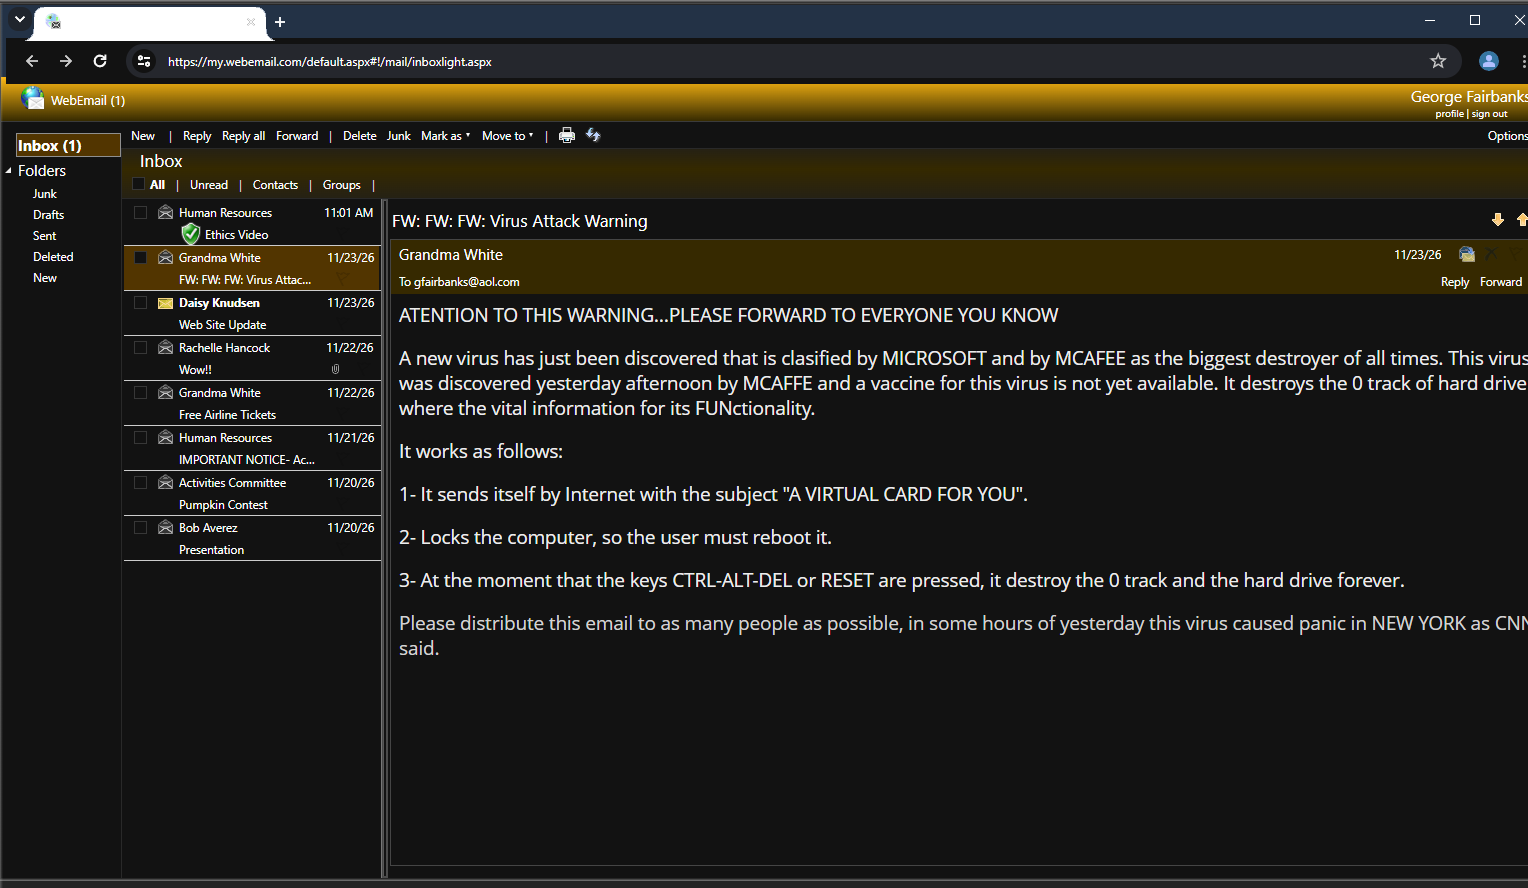 https://my.webemail.com/default.aspx#!/mail/inboxlight.aspx
WebEmail (1)
George Fairbanks
profile | sign out
New | Reply Reply all Forward | Delete Junk Mark as Move to |
Options
Inbox (1)
Folders
Junk
Drafts
Sent
Deleted
New
Inbox
All | Unread | Contacts | Groups |
Human Resources 11:01 AM
Ethics Video
Grandma White 11/23/26
FW: FW: FW: Virus Attac...
Daisy Knudsen 11/23/26
Web Site Update
Rachelle Hancock 11/22/26
Wow!!
Grandma White 11/22/26
Free Airline Tickets
Human Resources 11/21/26
IMPORTANT NOTICE- Ac...
Activities Committee 11/20/26
Pumpkin Contest
Bob Averez 11/20/26
Presentation
FW: FW: FW: Virus Attack Warning
Grandma White 11/23/26
To gfairbanks@aol.com
Reply Forward
ATENTION TO THIS WARNING...PLEASE FORWARD TO EVERYONE YOU KNOW
A new virus has just been discovered that is clasified by MICROSOFT and by MCAFEE as the biggest destroyer of all times. This virus
was discovered yesterday afternoon by MCAFFE and a vaccine for this virus is not yet available. It destroys the 0 track of hard drive
where the vital information for its FUNctionality.
It works as follows:
1- It sends itself by Internet with the subject "A VIRTUAL CARD FOR YOU".
2- Locks the computer, so the user must reboot it.
3- At the moment that the keys CTRL-ALT-DEL or RESET are pressed, it destroy the 0 track and the hard drive forever.
Please distribute this email to as many people as possible, in some hours of yesterday this virus caused panic in NEW YORK as CNN
said.